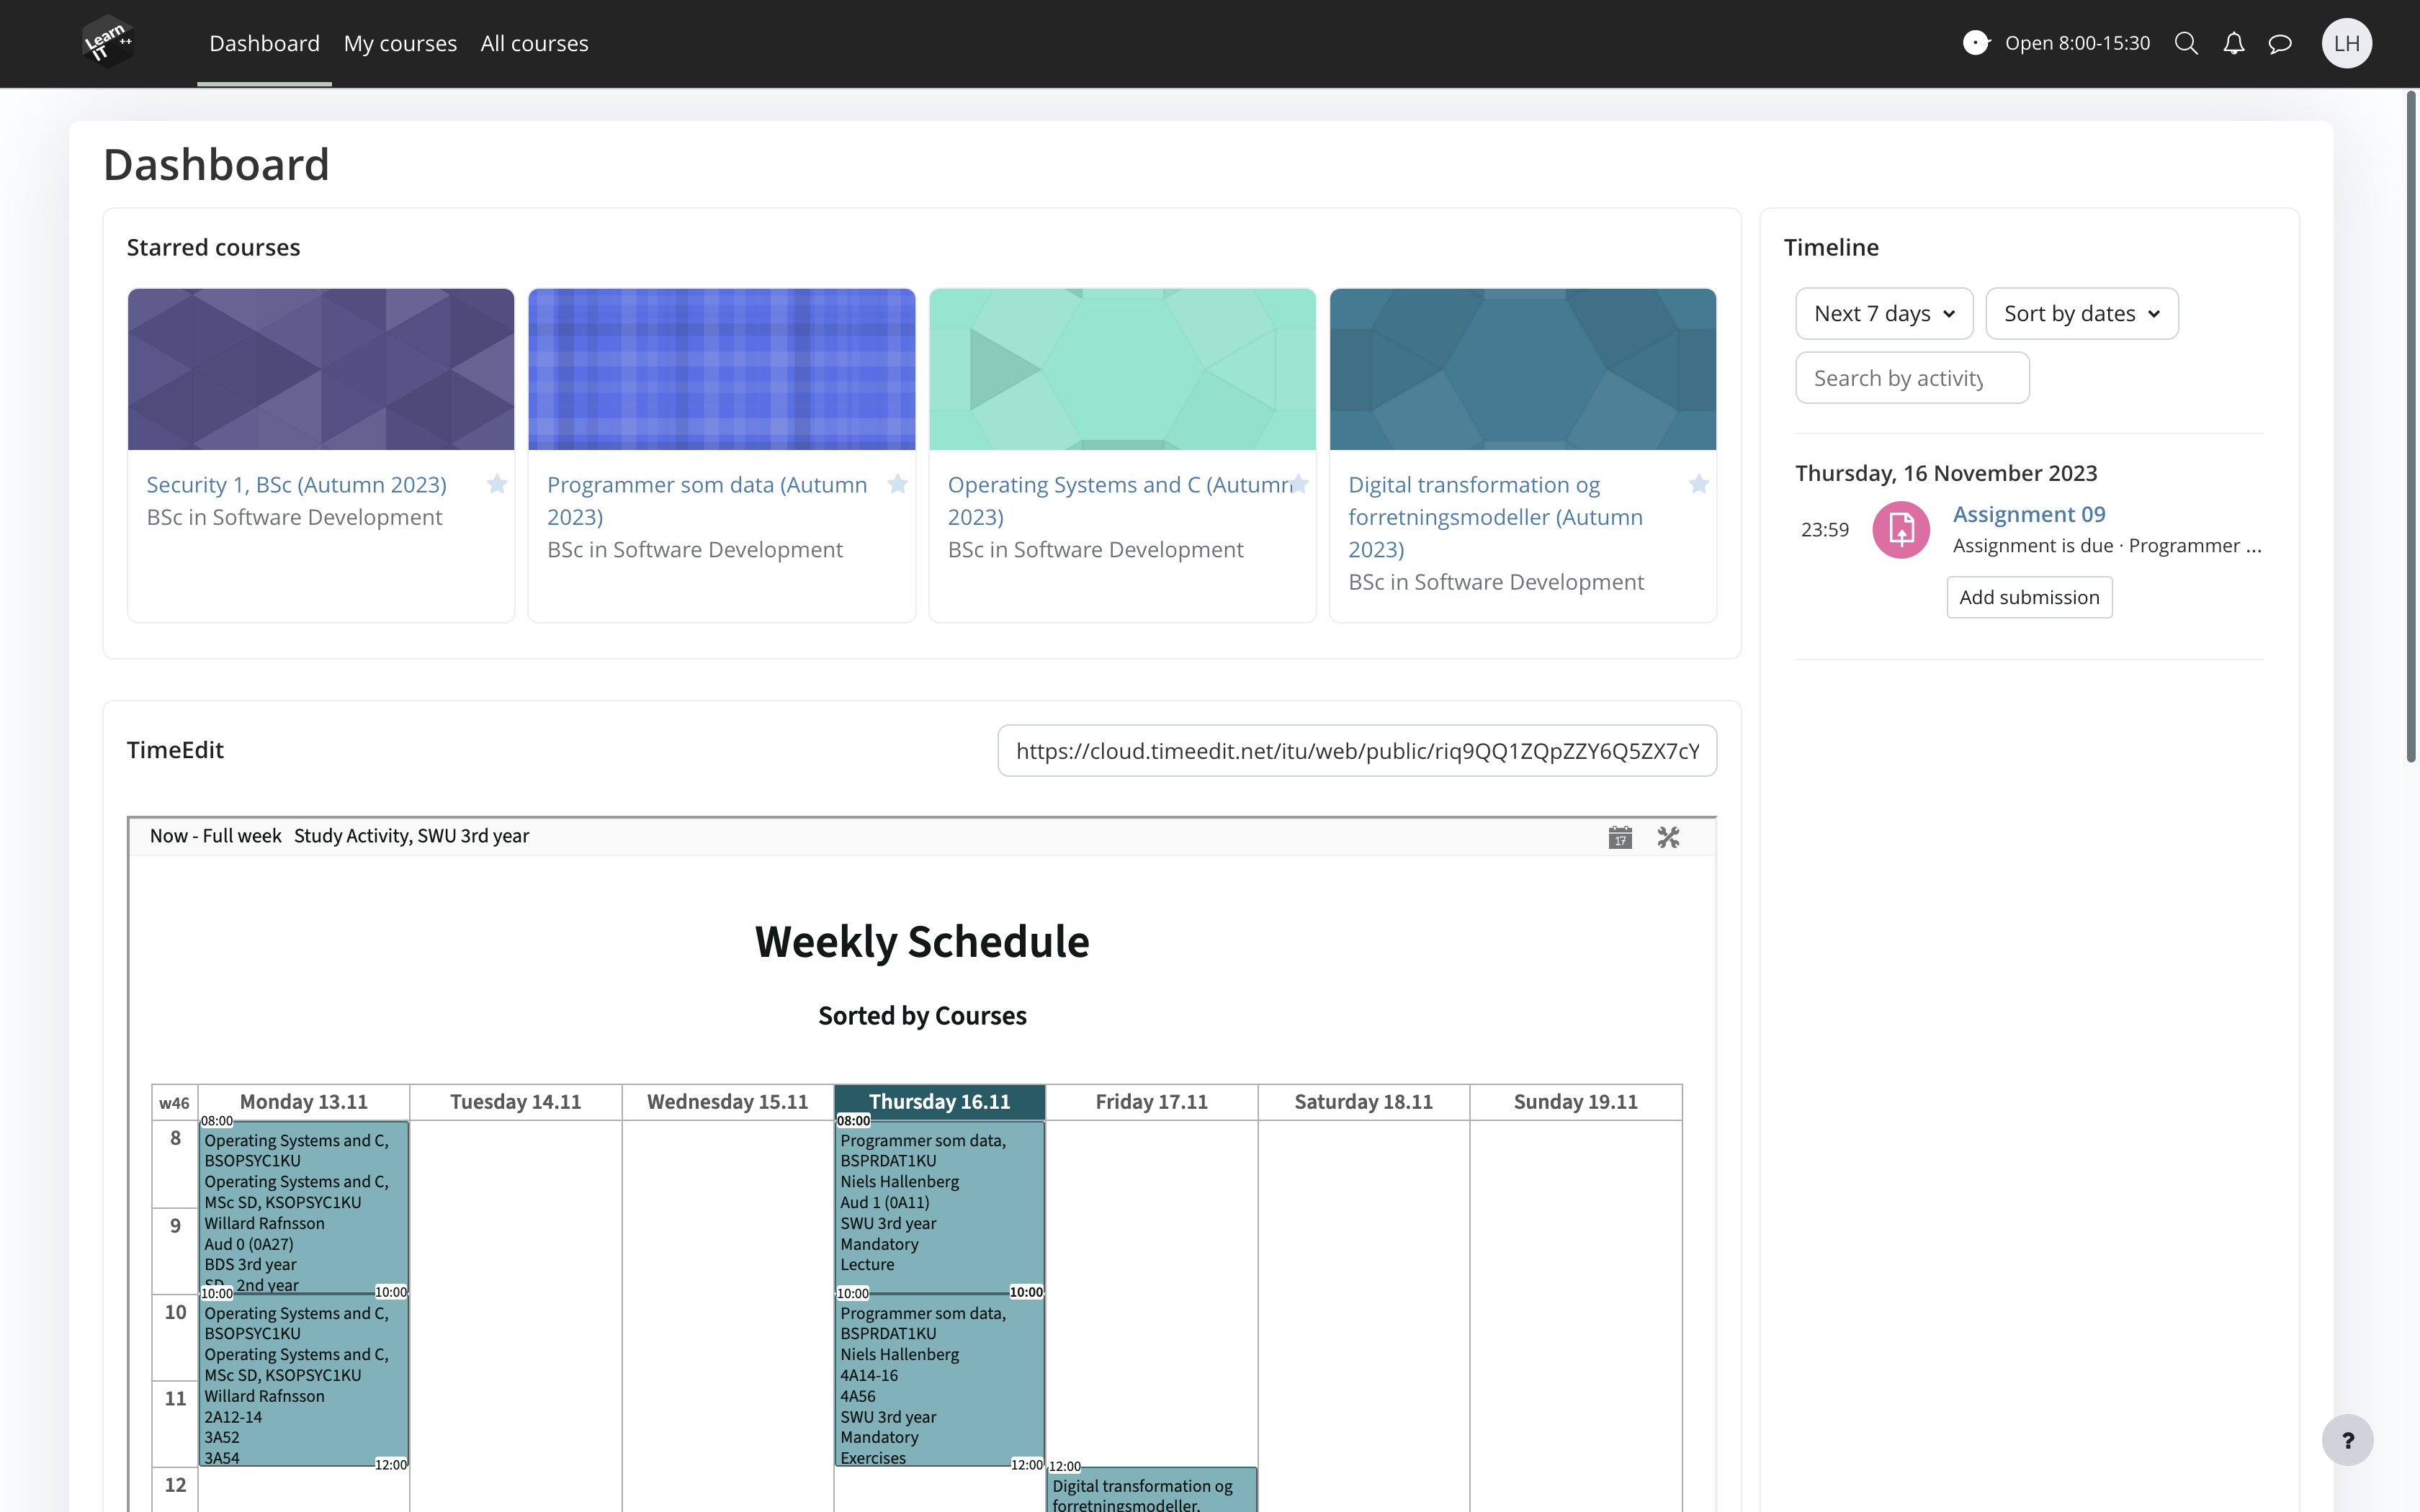 Learn
IT ++
Dashboard
My courses
All courses
Open 8:00-15:30
LH
Dashboard
Starred courses
Security 1, BSc (Autumn 2023)
BSc in Software Development
Programmer som data (Autumn
2023)
BSc in Software Development
Operating Systems and C (Autumn
2023)
BSc in Software Development
Digital transformation og
forretningsmodeller (Autumn
2023)
BSc in Software Development
Timeline
Next 7 days
Sort by dates
Search by activity
Thursday, 16 November 2023
23:59
Assignment 09
Assignment is due · Programmer ...
Add submission
TimeEdit
https://cloud.timeedit.net/itu/web/public/riq9QQ1ZQpZZY6Q5ZX7cY
Now - Full week Study Activity, SWU 3rd year
17
Weekly Schedule
Sorted by Courses
w46
Monday 13.11
Tuesday 14.11
Wednesday 15.11
Thursday 16.11
Friday 17.11
Saturday 18.11
Sunday 19.11
8
9
10
11
12
08:00
Operating Systems and C,
BSOPSYC1KU
Operating Systems and C,
MSc SD, KSOPSYC1KU
Willard Rafnsson
Aud 0 (0A27)
BDS 3rd year
SD 2nd year
10:00
10:00
Operating Systems and C,
BSOPSYC1KU
Operating Systems and C,
MSc SD, KSOPSYC1KU
Willard Rafnsson
2A12-14
3A52
3A54
12:00
08:00
Programmer som data,
BSPRDAT1KU
Niels Hallenberg
Aud 1 (0A11)
SWU 3rd year
Mandatory
Lecture
10:00
10:00
Programmer som data,
BSPRDAT1KU
Niels Hallenberg
4A14-16
4A56
SWU 3rd year
Mandatory
Exercises
12:00
12:00
Digital transformation og
forretningsmodeller,
?